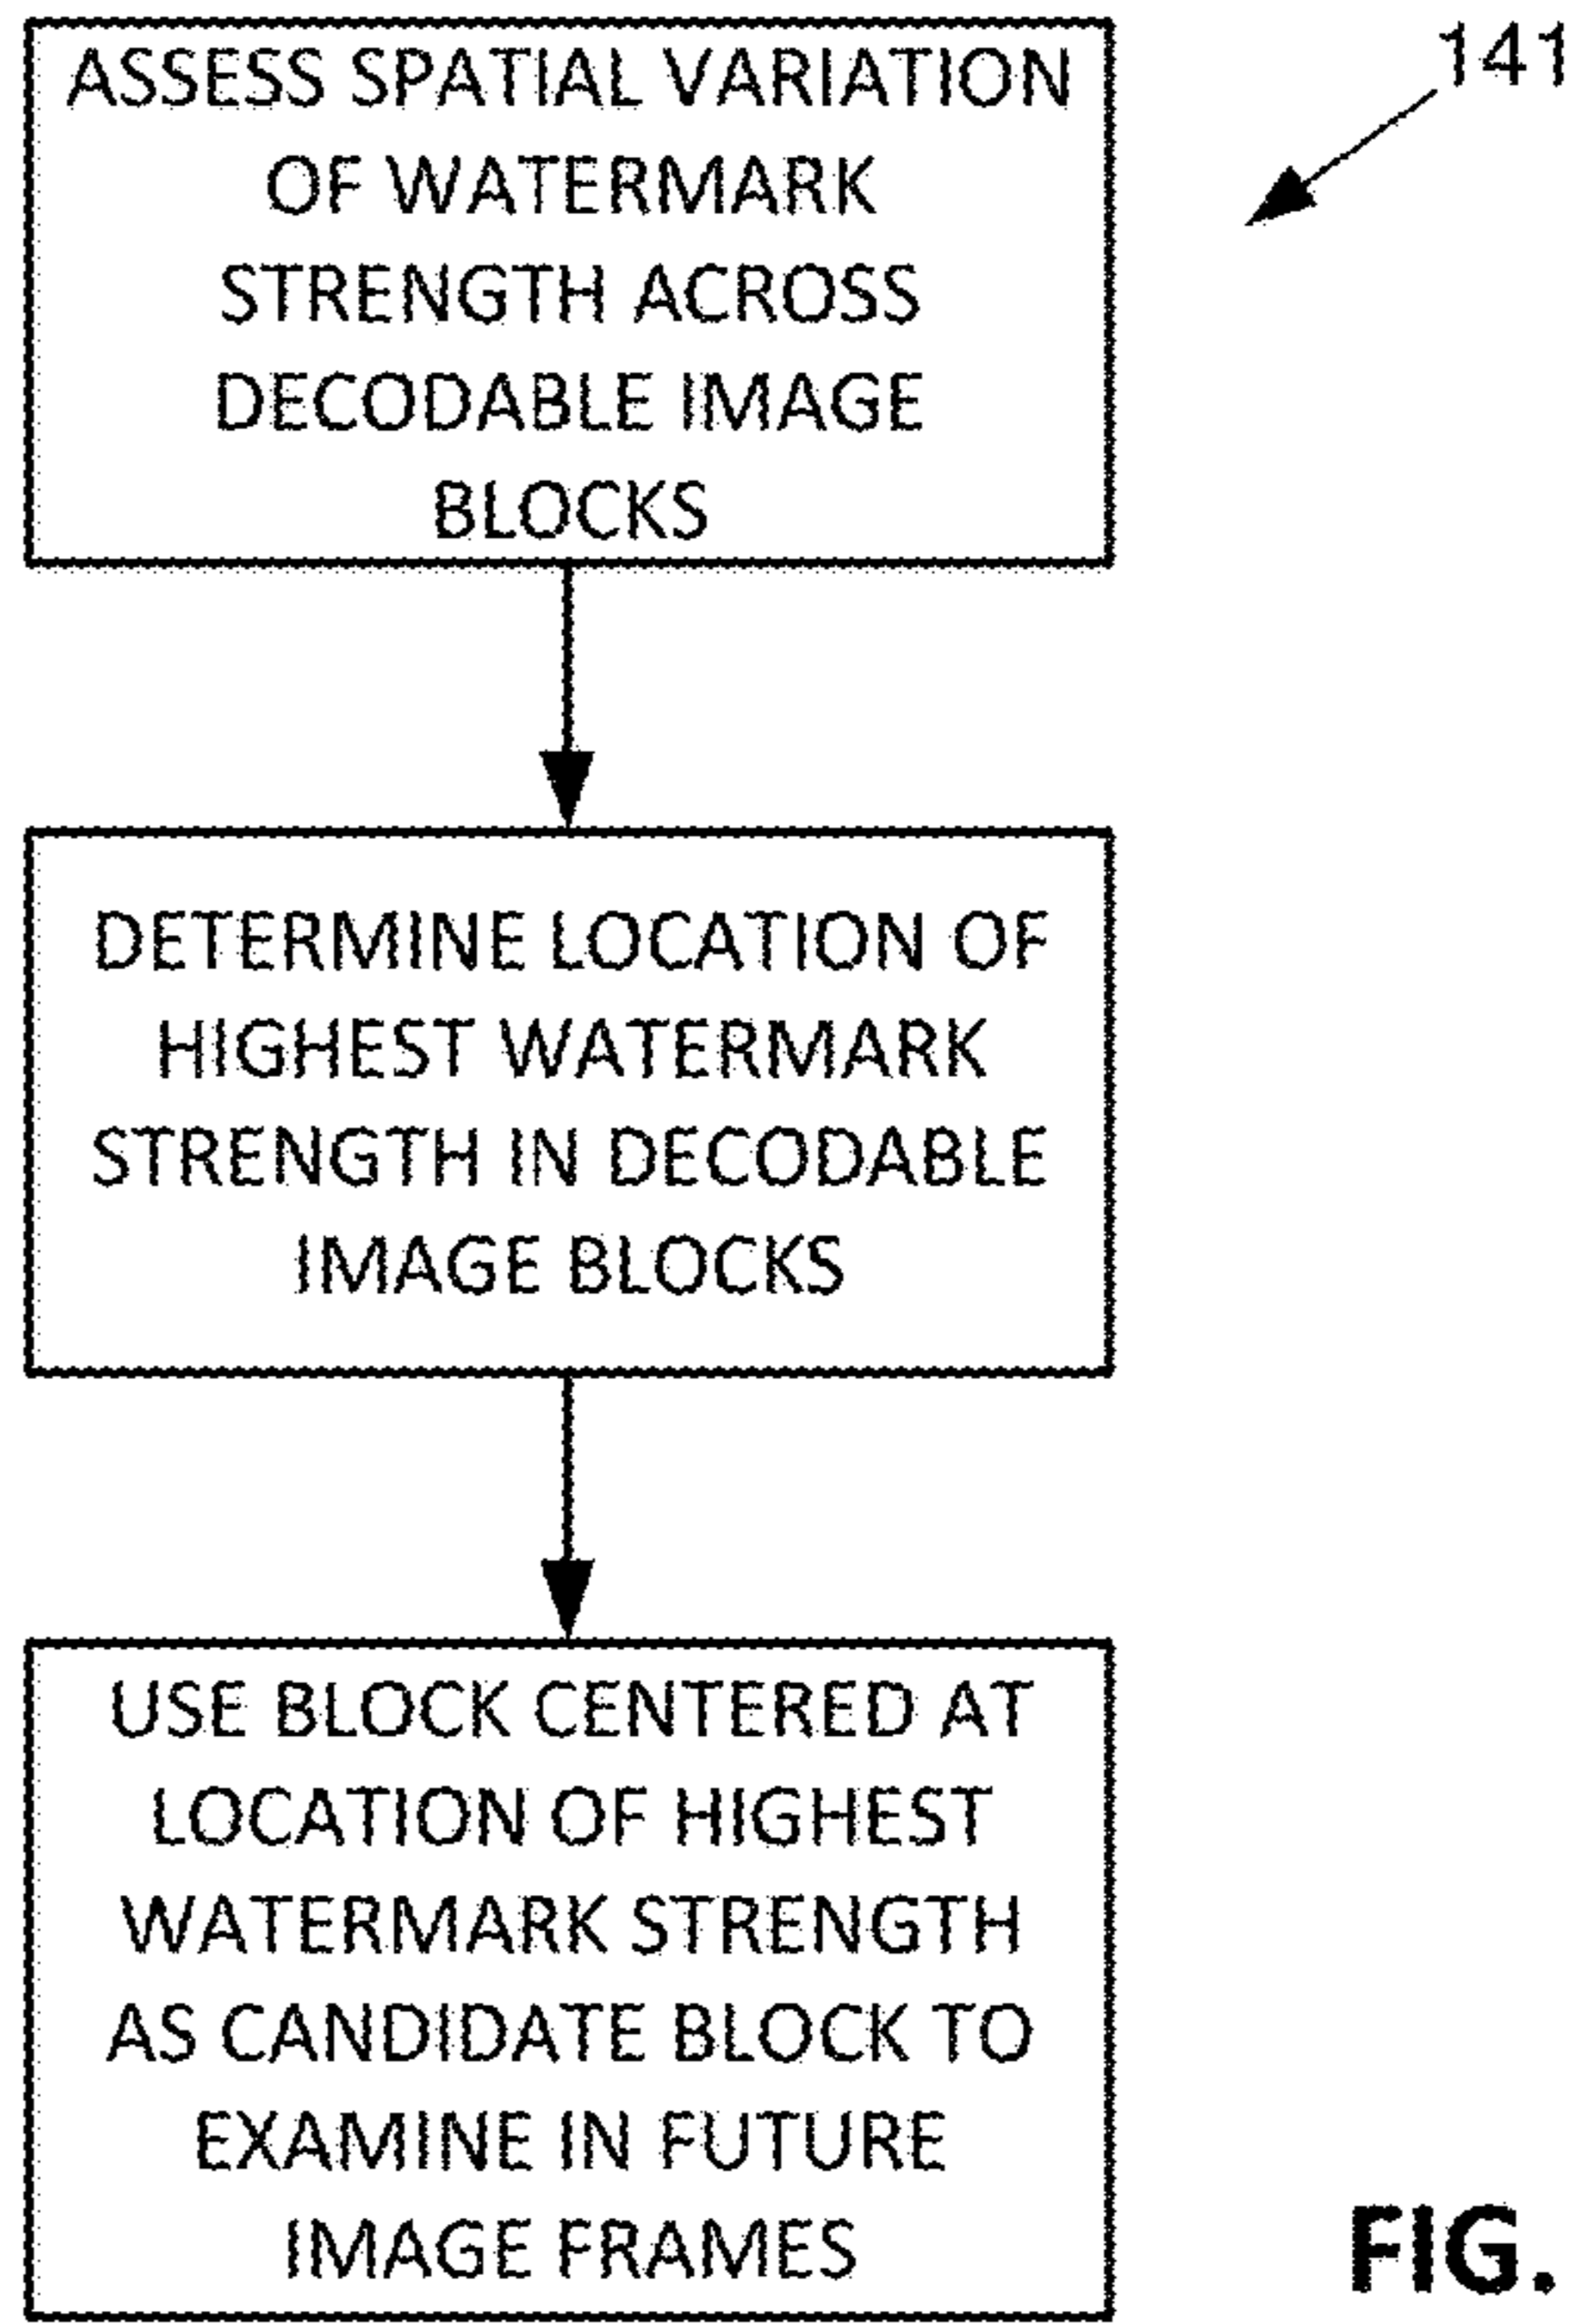 ASSESS SPATIAL VARIATION
OF WATERMARK
STRENGTH ACROSS
DECODABLE IMAGE
BLOCKS
141
DETERMINE LOCATION OF
HIGHEST WATERMARK
STRENGTH IN DECODABLE
IMAGE BLOCKS
USE BLOCK CENTERED AT
LOCATION OF HIGHEST
WATERMARK STRENGTH
AS CANDIDATE BLOCK TO
EXAMINE IN FUTURE
IMAGE FRAMES
FIG.